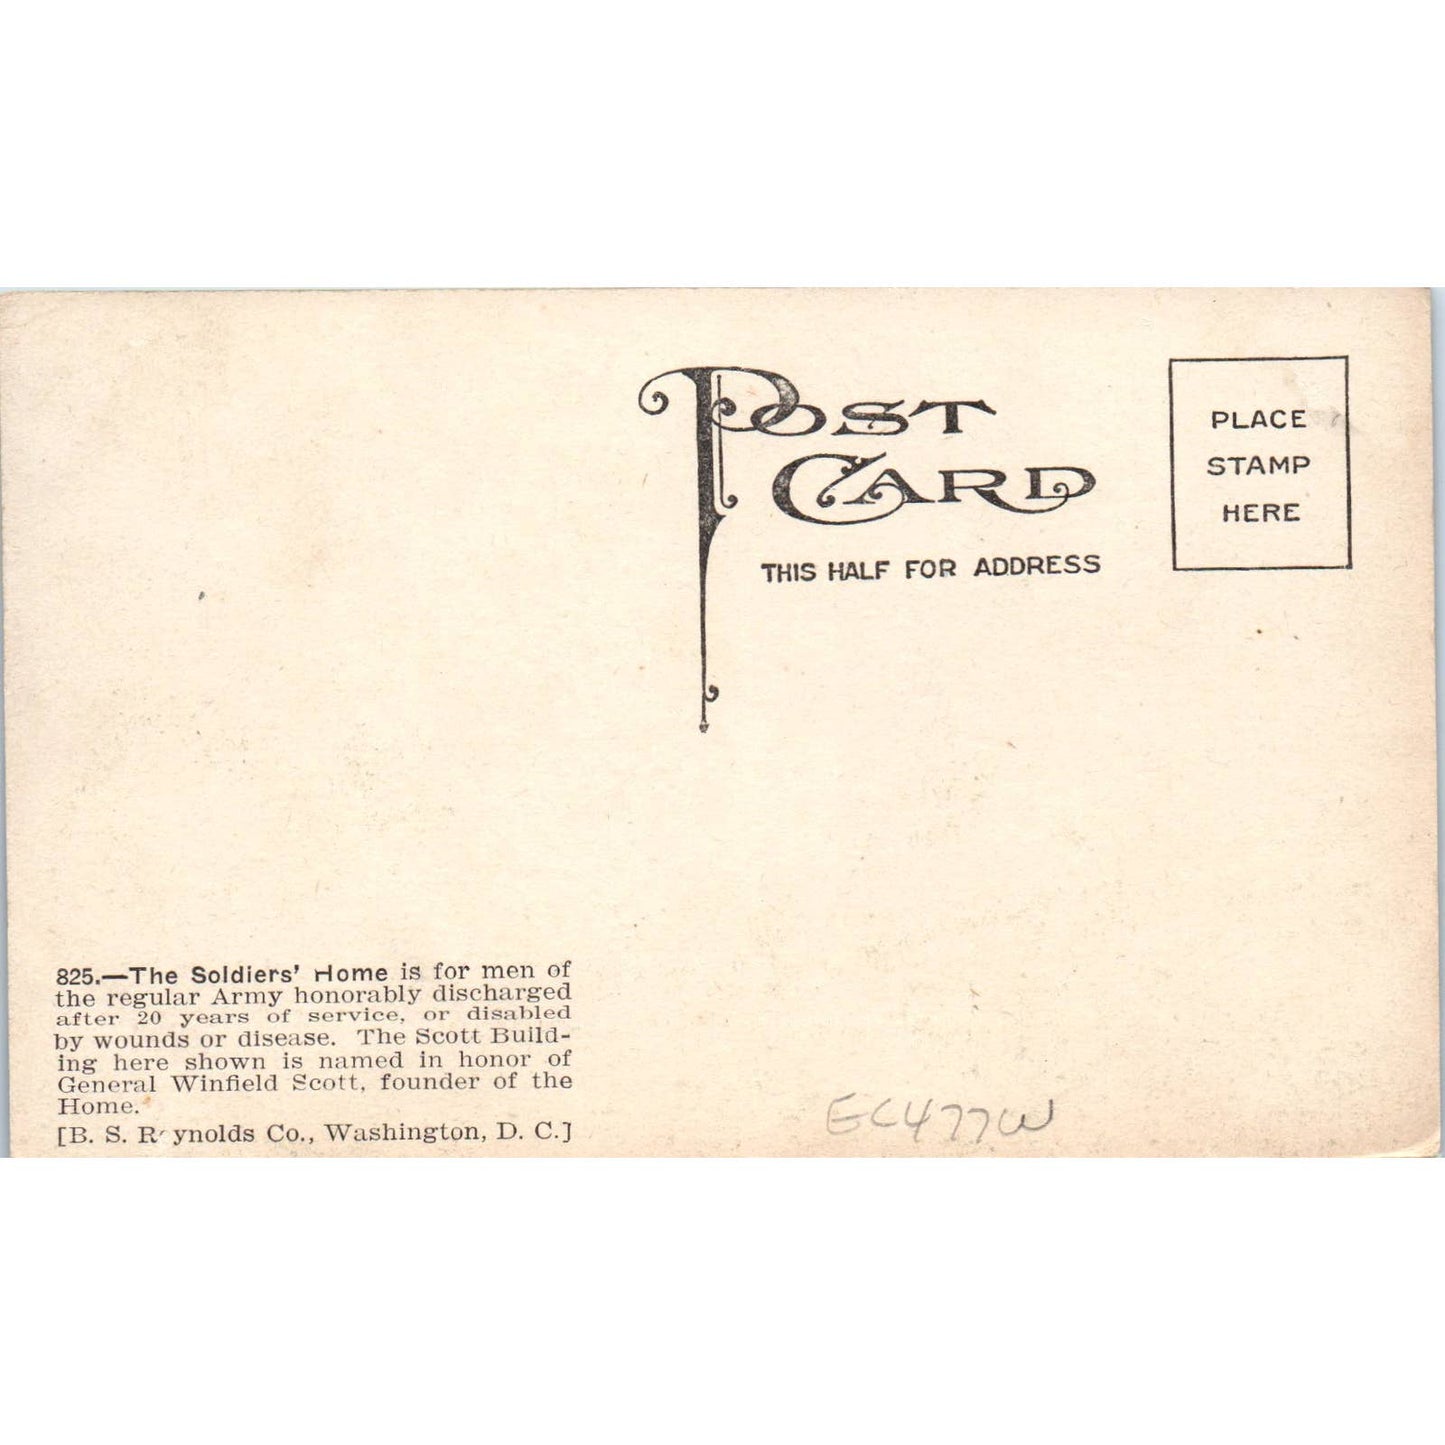 POST
CARD
THIS HALF FOR ADDRESS
PLACE
STAMP
HERE
825.—The Soldiers' Home is for men of
the regular Army honorably discharged
after 20 years of service, or disabled
by wounds or disease. The Scott Build-
ing here shown is named in honor of
General Winfield Scott, founder of the
Home.
[B. S. Reynolds Co., Washington, D. C.]
EC477W